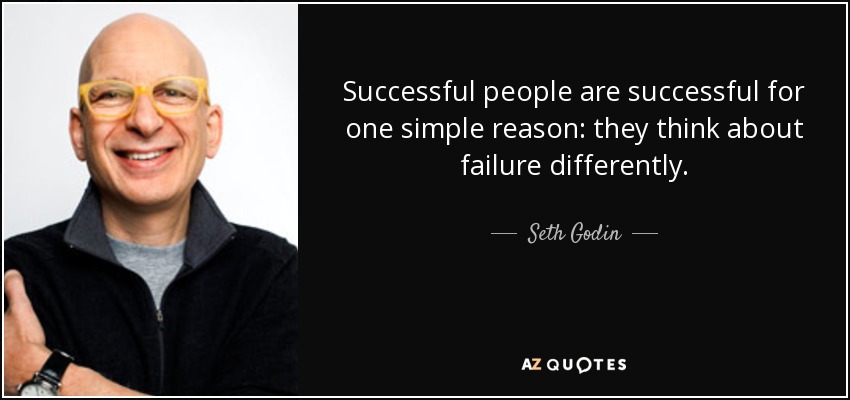 Successful people are successful for
one simple reason: they think about
failure differently.
Seth Godin
AZ QUOTES